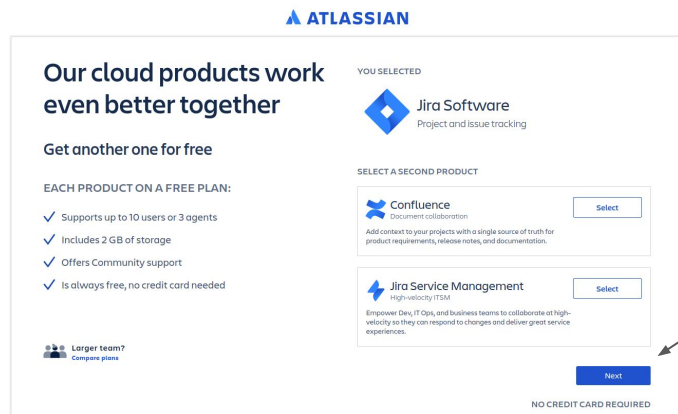 ATLASSIAN
Our cloud products work
even better together
Get another one for free
EACH PRODUCT ON A FREE PLAN:
Supports up to 10 users or 3 agents
Includes 2 GB of storage
Offers Community support
Is always free, no credit card needed
Larger team?
Compare plans
YOU SELECTED
Jira Software
Project and issue tracking
SELECT A SECOND PRODUCT
Confluence
Document collaboration
Select
Add context to your projects with a single source of truth for
product requirements, release notes, and documentation.
Jira Service Management
High-velocity ITSM
Select
Empower Dev, IT Ops, and business teams to collaborate at high-
velocity so they can respond to changes and deliver great service
experiences.
Next
NO CREDIT CARD REQUIRED